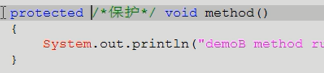 protected /*保护*/ void method()
{
System.out.println("demoB method ru
}